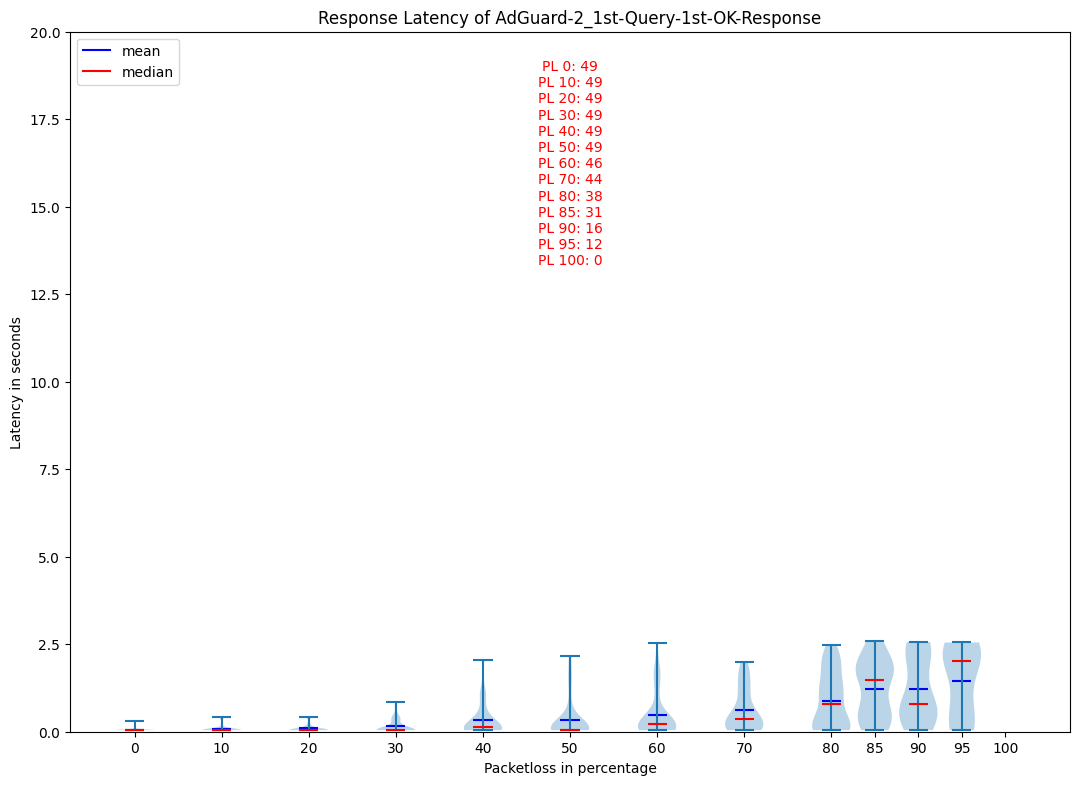 Response Latency of AdGuard-2_1st-Query-1st-OK-Response
20.0
17.5
15.0
12.5
10.0
7.5
5.0
2.5
0.0
Latency in seconds
mean
median
PL 0: 49
PL 10: 49
PL 20: 49
PL 30: 49
PL 40: 49
PL 50: 49
PL 60: 46
PL 70: 44
PL 80: 38
PL 85: 31
PL 90: 16
PL 95: 12
PL 100: 0
0 10 20 30 40 50 60 70 80 85 90 95 100
Packetloss in percentage